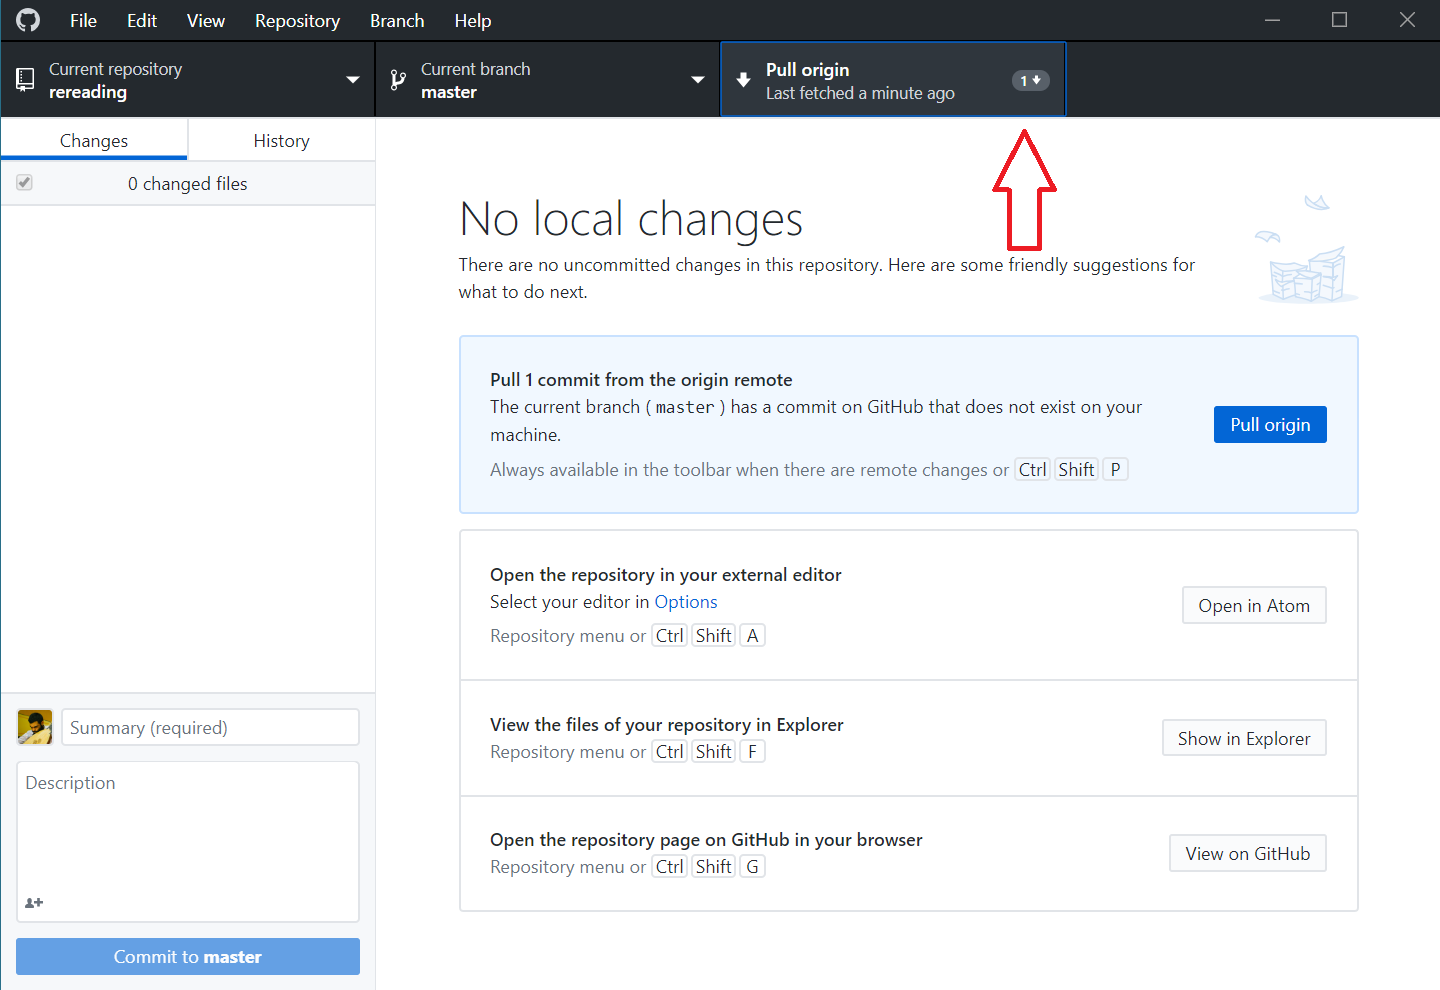 File Edit View Repository Branch Help
Current repository
rereading
Current branch
master
Pull origin
Last fetched a minute ago
1
Changes History
0 changed files
No local changes
There are no uncommitted changes in this repository. Here are some friendly suggestions for
what to do next.
Pull 1 commit from the origin remote
The current branch ( master ) has a commit on GitHub that does not exist on your
machine.
Always available in the toolbar when there are remote changes or Ctrl Shift P
Pull origin
Open the repository in your external editor
Select your editor in Options
Repository menu or Ctrl Shift A
Open in Atom
View the files of your repository in Explorer
Repository menu or Ctrl Shift F
Show in Explorer
Open the repository page on GitHub in your browser
Repository menu or Ctrl Shift G
View on GitHub
Summary (required)
Description
Commit to master